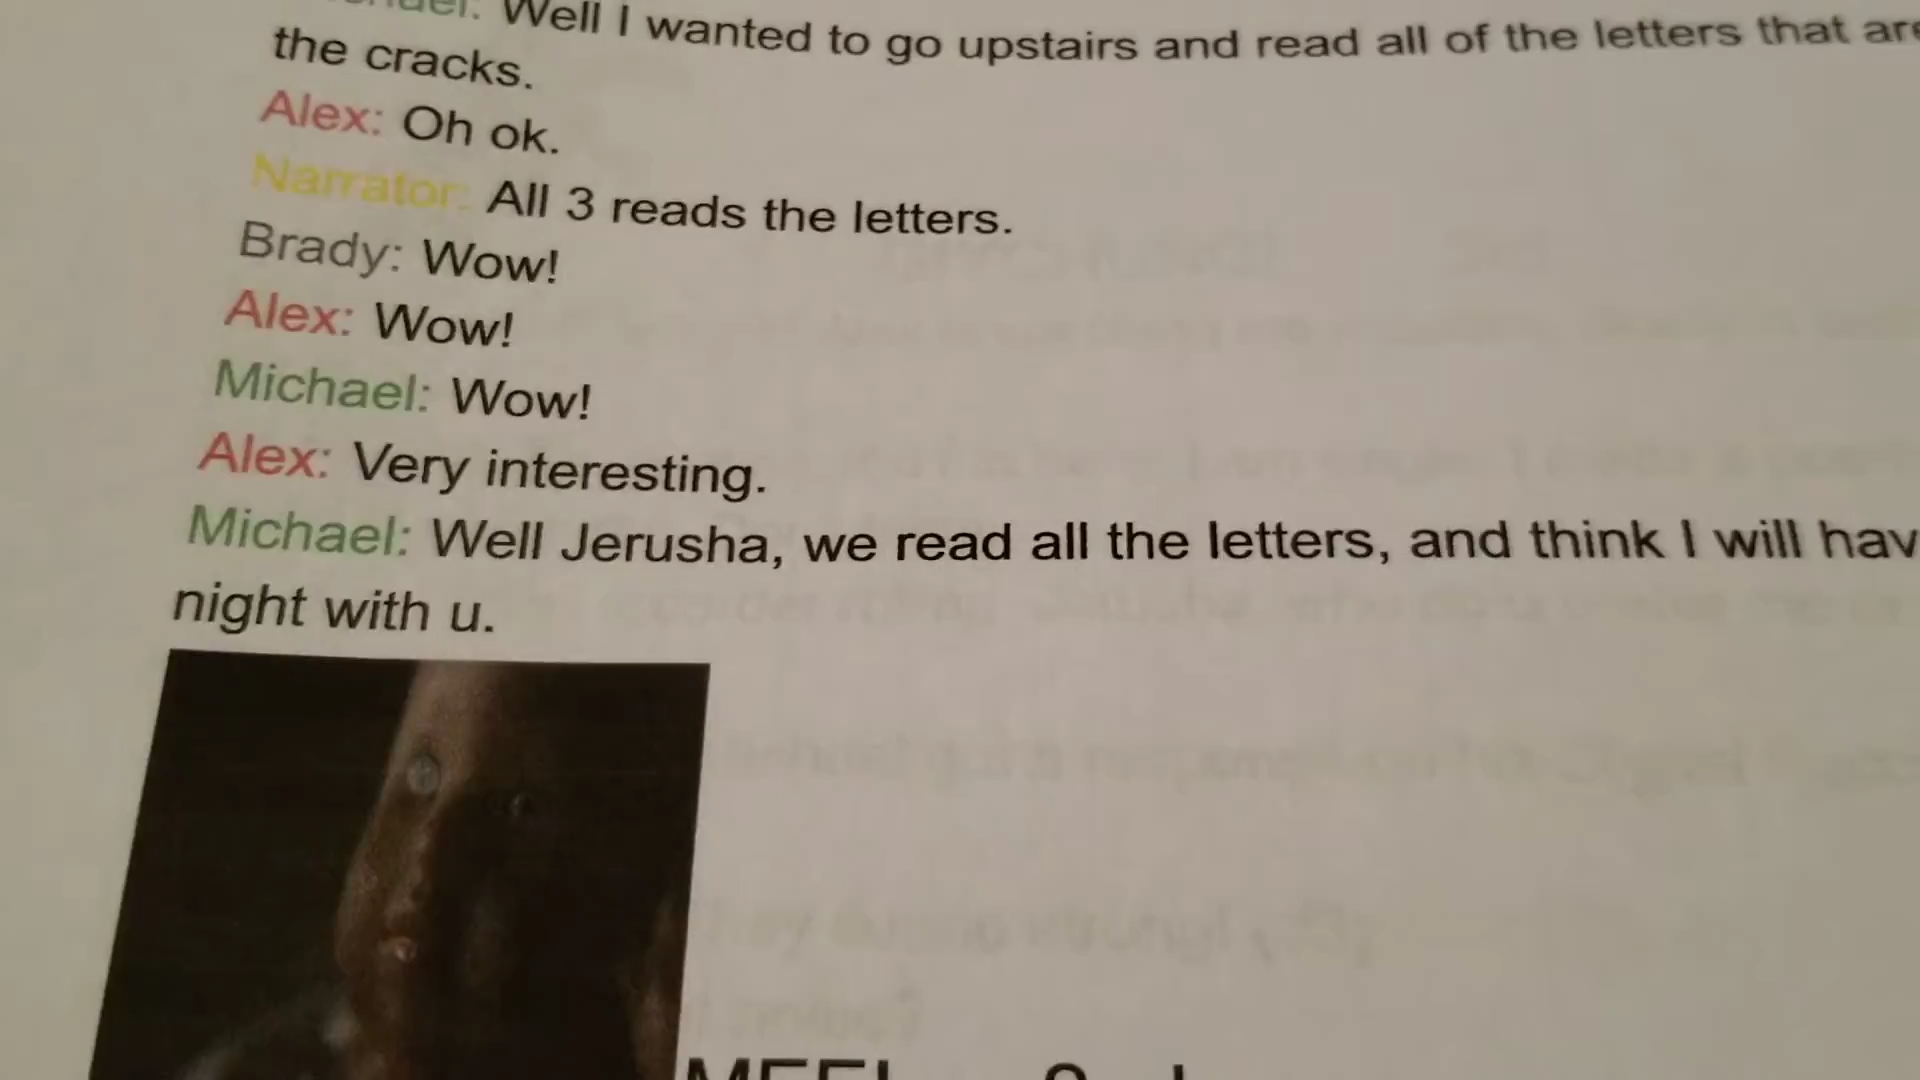 Well I wanted to go upstairs and read all of the letters that are
the cracks.
Alex: Oh ok.
Narrator: All 3 reads the letters.
Brady: Wow!
Alex: Wow!
Michael: Wow!
Alex: Very interesting.
Michael: Well Jerusha, we read all the letters, and think I will hav
night with u.